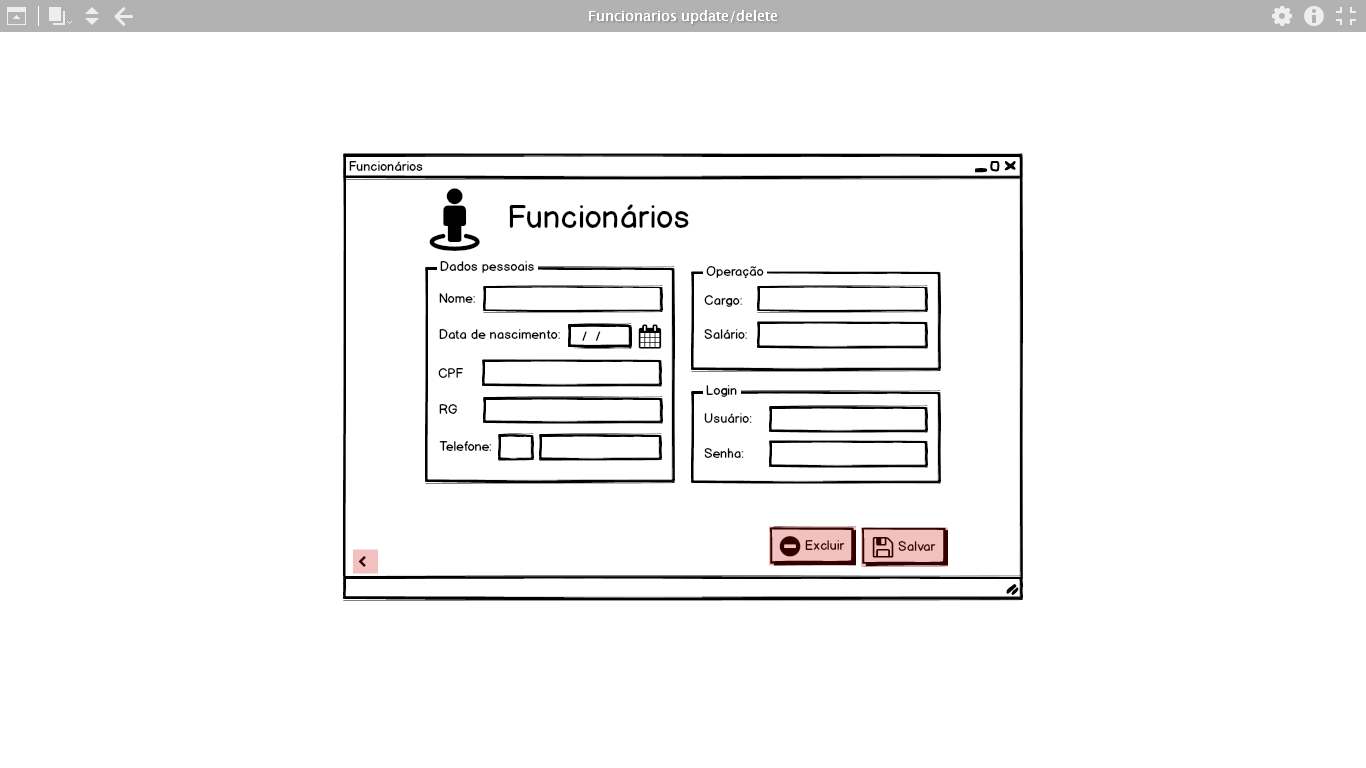 Funcionarios update/delete
Funcionários
Funcionários
Dados pessoais
Nome:
Data de nascimento: / /
CPF
RG
Telefone:
Operação
Cargo:
Salário:
Login
Usuário:
Senha:
Excluir
Salvar